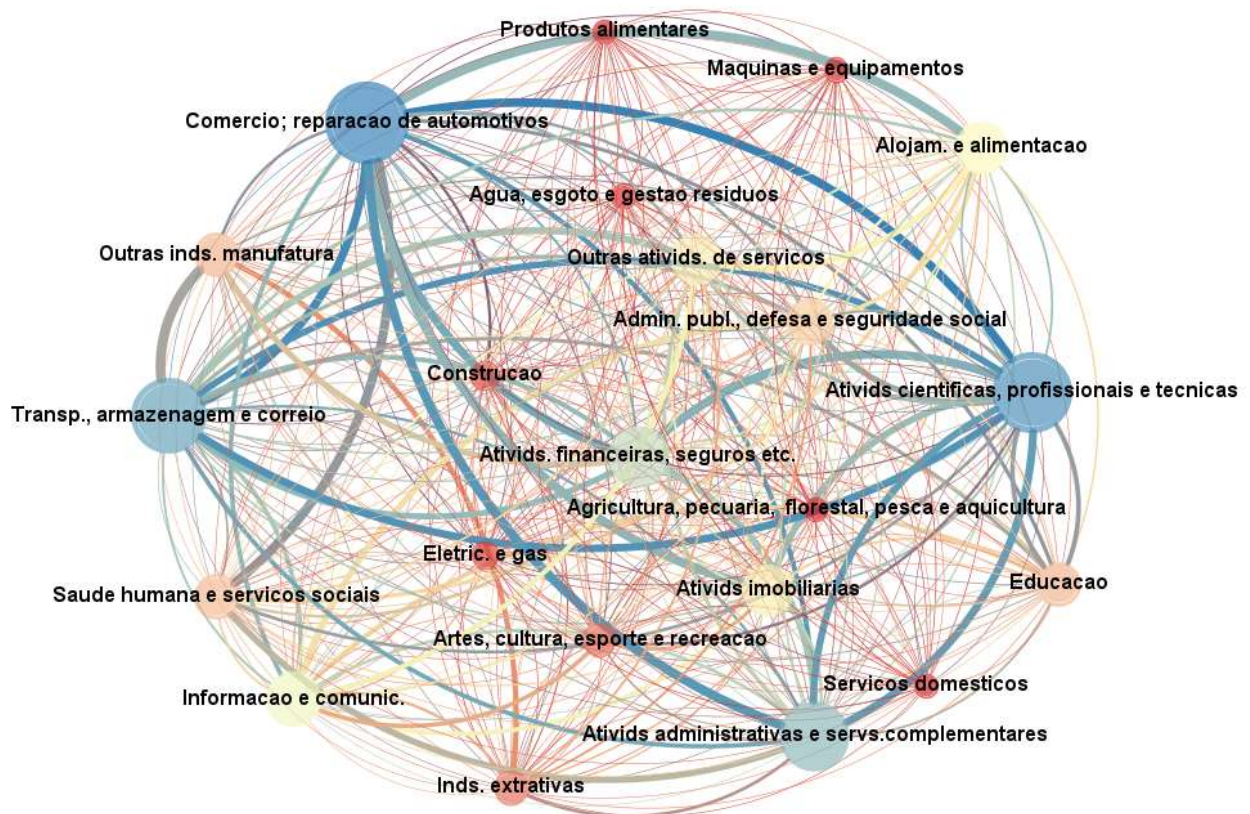 Produtos alimentares
Maquinas e equipamentos
Comercio; reparacao de automotivos
Alojam. e alimentacao
Agua, esgoto e gestao residuos
Outras inds. manufatura
Outras ativids. de servicos
Admin. publ., defesa e seguridade social
Construcao
Ativids cientificas, profissionais e tecnicas
Transp., armazenagem e correio
Ativids. financeiras, seguros etc.
Agricultura, pecuaria, florestal, pesca e aquicultura
Eletric. e gas
Educacao
Ativids imobiliarias
Saude humana e servicos sociais
Artes, cultura, esporte e recreacao
Servicos domesticos
Informacao e comunic.
Ativids administrativas e servs.complementares
Inds. extrativas